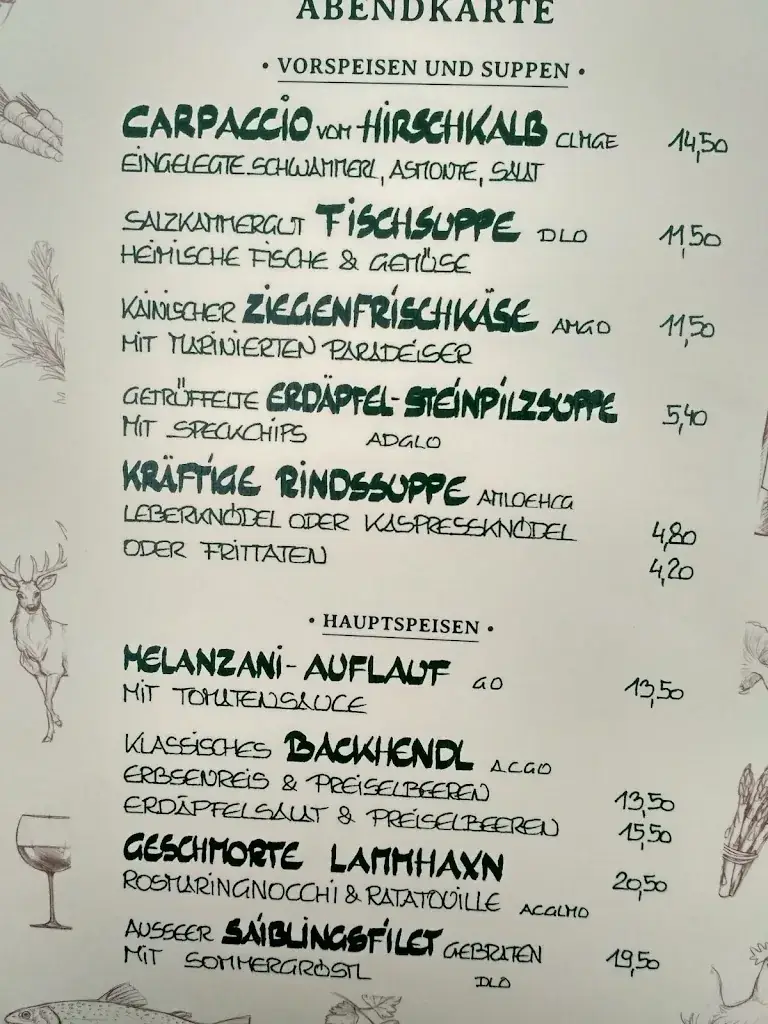 ABENDKARTE
• VORSPEISEN UND SUPPEN •
CARPACCIO VOM HIRSCHKALB CLMGE 14,50
EINGELEGTE SCHWAMMERL, ASMONTE, SALAT
SALZKAMMERGUT FISCHSUPPE DLO 11,50
HEIMISCHE FISCHE & GEMÜSE
KAINISCHER ZIEGENFRISCHKÄSE AMGO 11,50
MIT MARINIERTEN PARADEISER
GETRÜFFELTE ERDÄPFEL-STEINPILZSUPPE 5,40
MIT SPECKCHIPS ADGLO
KRÄFTIGE RINDSSUPPE AMLOEHCG
LEBERKNÖDEL ODER KASPRESSKNÖDEL 4,80
ODER FRITTATEN 4,20
• HAUPTSPEISEN •
MELANZANI-AUFLAUF GO 13,50
MIT TOMATENSAUCE
KLASSISCHES BACKHENDL ACGO
ERBSENREIS & PREISELBEEREN 13,50
ERDÄPFELSALAT & PREISELBEEREN 15,50
GESCHMORTE LAMMHAXN 20,50
ROSMARINGNOCCHI & RATATOUILLE ACGLMO
AUSSEER SAIBLINGSFILET GEBRATEN 19,50
MIT SOMMERGRÖSTL DLO